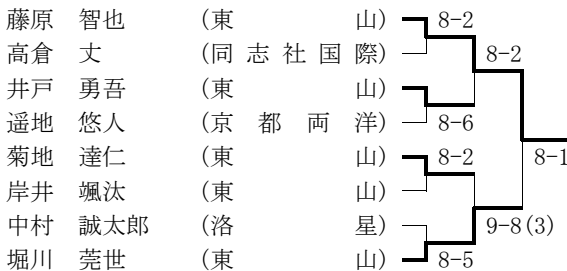 藤原 智也 (東 山) 8-2
高倉 丈 (同志社国際) 8-2
井戸 勇吾 (東 山)
遥地 悠人 (京都両洋) 8-6
菊地 達仁 (東 山) 8-2 8-1
岸井 颯汰 (東 山)
中村 誠太郎 (洛 星) 9-8(3)
堀川 莞世 (東 山) 8-5